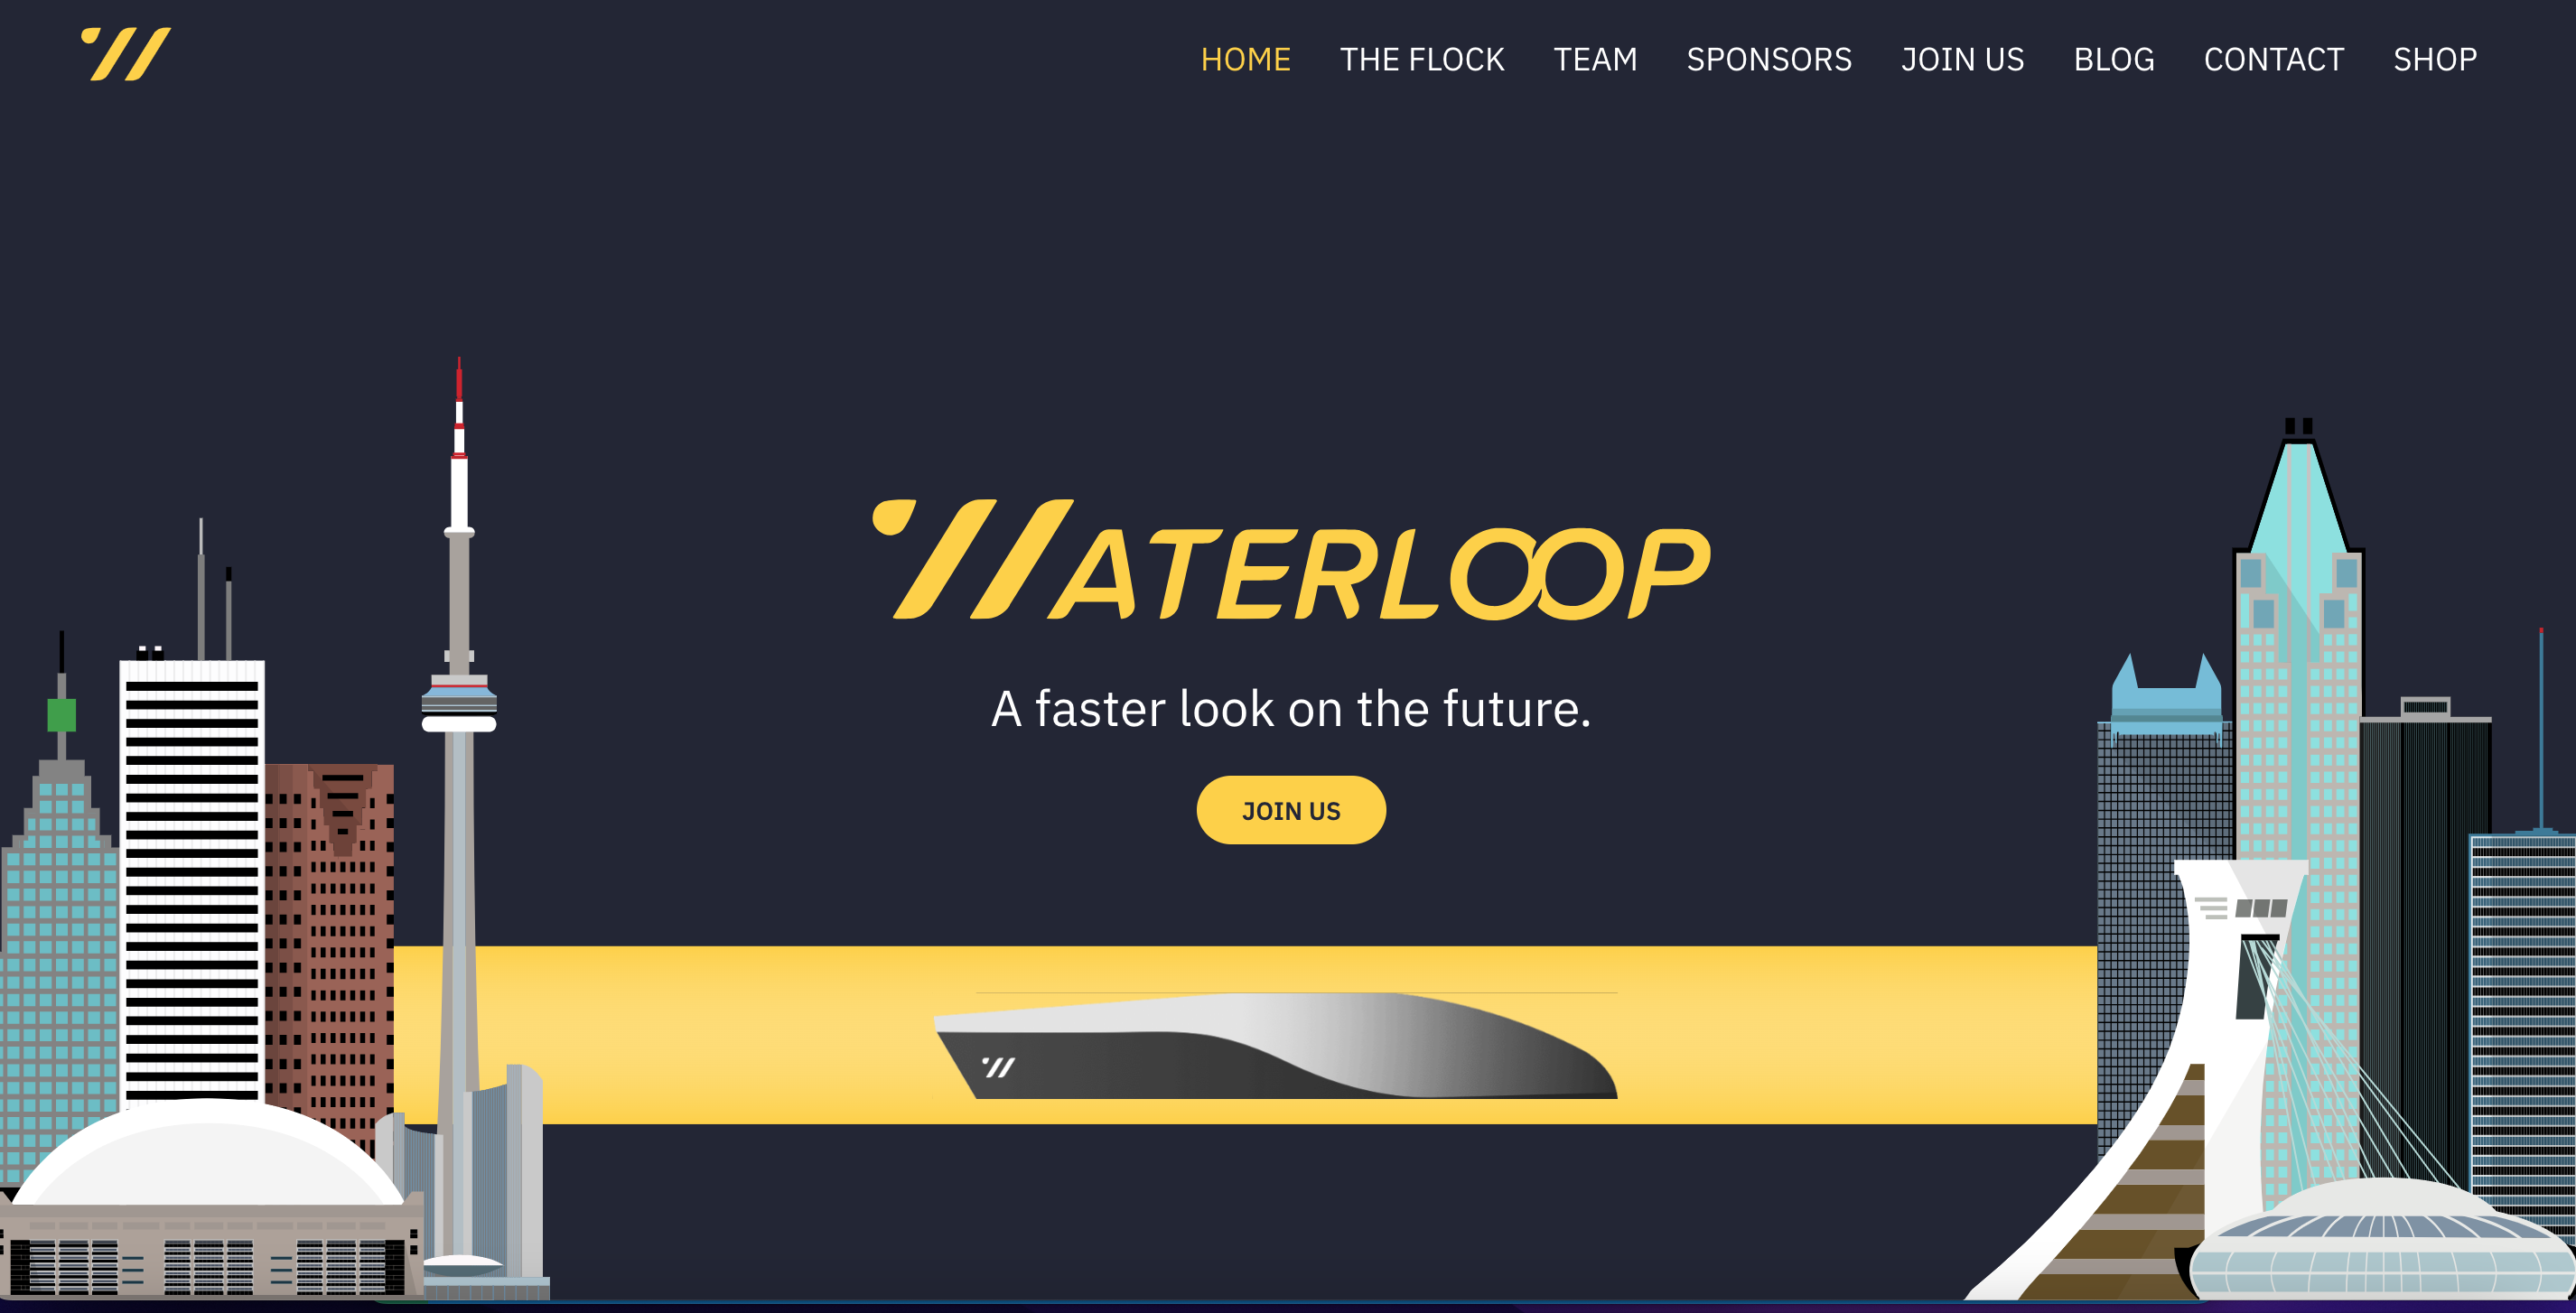 HOME THE FLOCK TEAM SPONSORS JOIN US BLOG CONTACT SHOP
WATERLOOP
A faster look on the future.
JOIN US